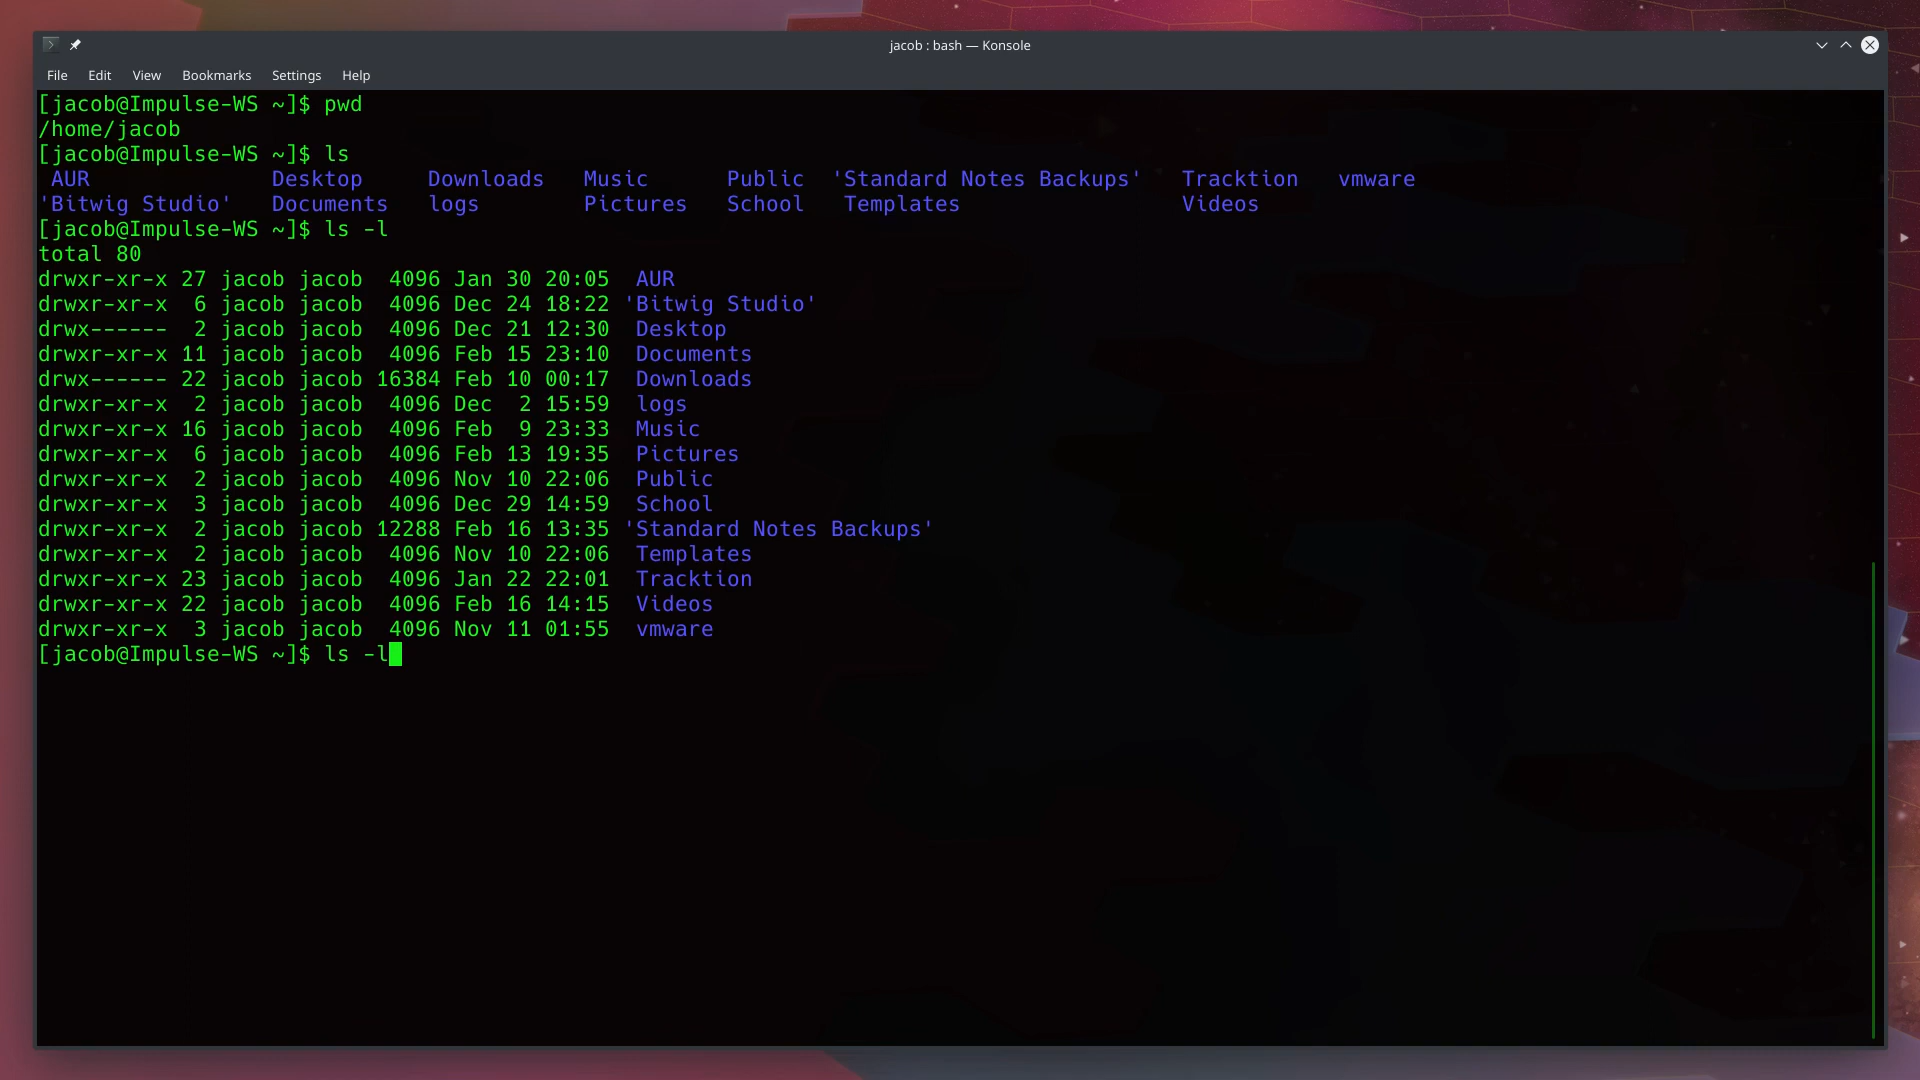 jacob : bash — Konsole
File Edit View Bookmarks Settings Help
[jacob@Impulse-WS ~]$ pwd
/home/jacob
[jacob@Impulse-WS ~]$ ls
 AUR              Desktop     Downloads   Music      Public  'Standard Notes Backups'   Tracktion   vmware
'Bitwig Studio'   Documents   logs        Pictures   School   Templates                 Videos
[jacob@Impulse-WS ~]$ ls -l
total 80
drwxr-xr-x 27 jacob jacob  4096 Jan 30 20:05  AUR
drwxr-xr-x  6 jacob jacob  4096 Dec 24 18:22 'Bitwig Studio'
drwx------  2 jacob jacob  4096 Dec 21 12:30  Desktop
drwxr-xr-x 11 jacob jacob  4096 Feb 15 23:10  Documents
drwx------ 22 jacob jacob 16384 Feb 10 00:17  Downloads
drwxr-xr-x  2 jacob jacob  4096 Dec  2 15:59  logs
drwxr-xr-x 16 jacob jacob  4096 Feb  9 23:33  Music
drwxr-xr-x  6 jacob jacob  4096 Feb 13 19:35  Pictures
drwxr-xr-x  2 jacob jacob  4096 Nov 10 22:06  Public
drwxr-xr-x  3 jacob jacob  4096 Dec 29 14:59  School
drwxr-xr-x  2 jacob jacob 12288 Feb 16 13:35 'Standard Notes Backups'
drwxr-xr-x  2 jacob jacob  4096 Nov 10 22:06  Templates
drwxr-xr-x 23 jacob jacob  4096 Jan 22 22:01  Tracktion
drwxr-xr-x 22 jacob jacob  4096 Feb 16 14:15  Videos
drwxr-xr-x  3 jacob jacob  4096 Nov 11 01:55  vmware
[jacob@Impulse-WS ~]$ ls -l